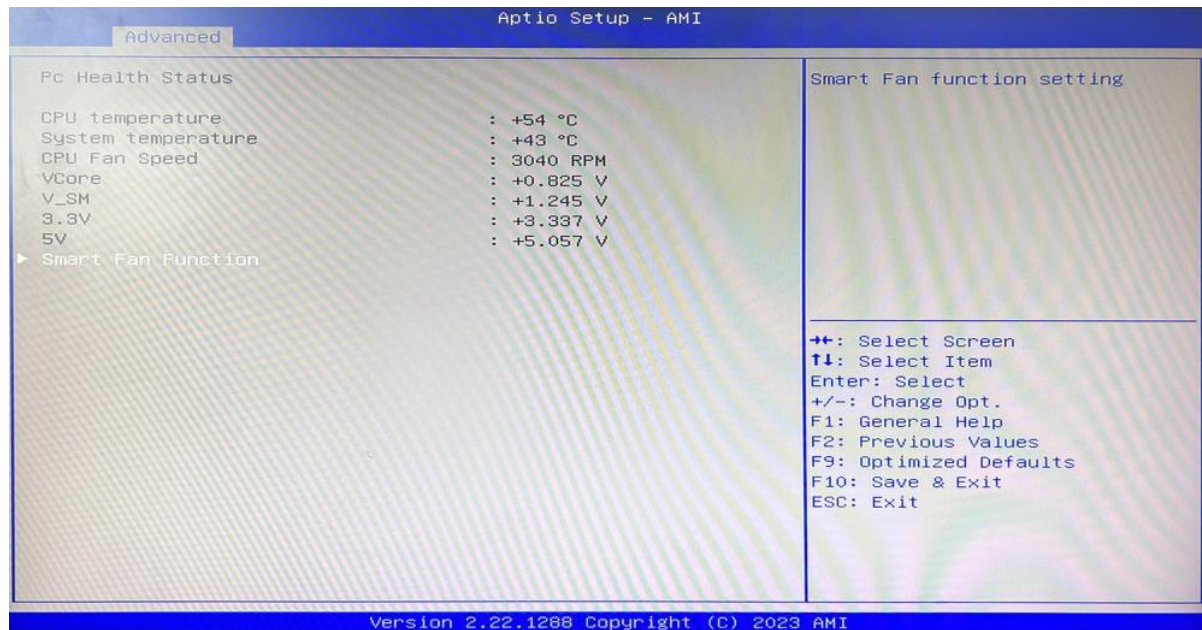 Aptio Setup - AMI
Advanced
Pc Health Status
CPU temperature : +54 °C
System temperature : +43 °C
CPU Fan Speed : 3040 RPM
VCore : +0.825 V
V_SM : +1.245 V
3.3V : +3.337 V
5V : +5.057 V
► Smart Fan Function
Smart Fan function setting
→←: Select Screen
↑↓: Select Item
Enter: Select
+/-: Change Opt.
F1: General Help
F2: Previous Values
F9: Optimized Defaults
F10: Save & Exit
ESC: Exit
Version 2.22.1288 Copyright (C) 2023 AMI